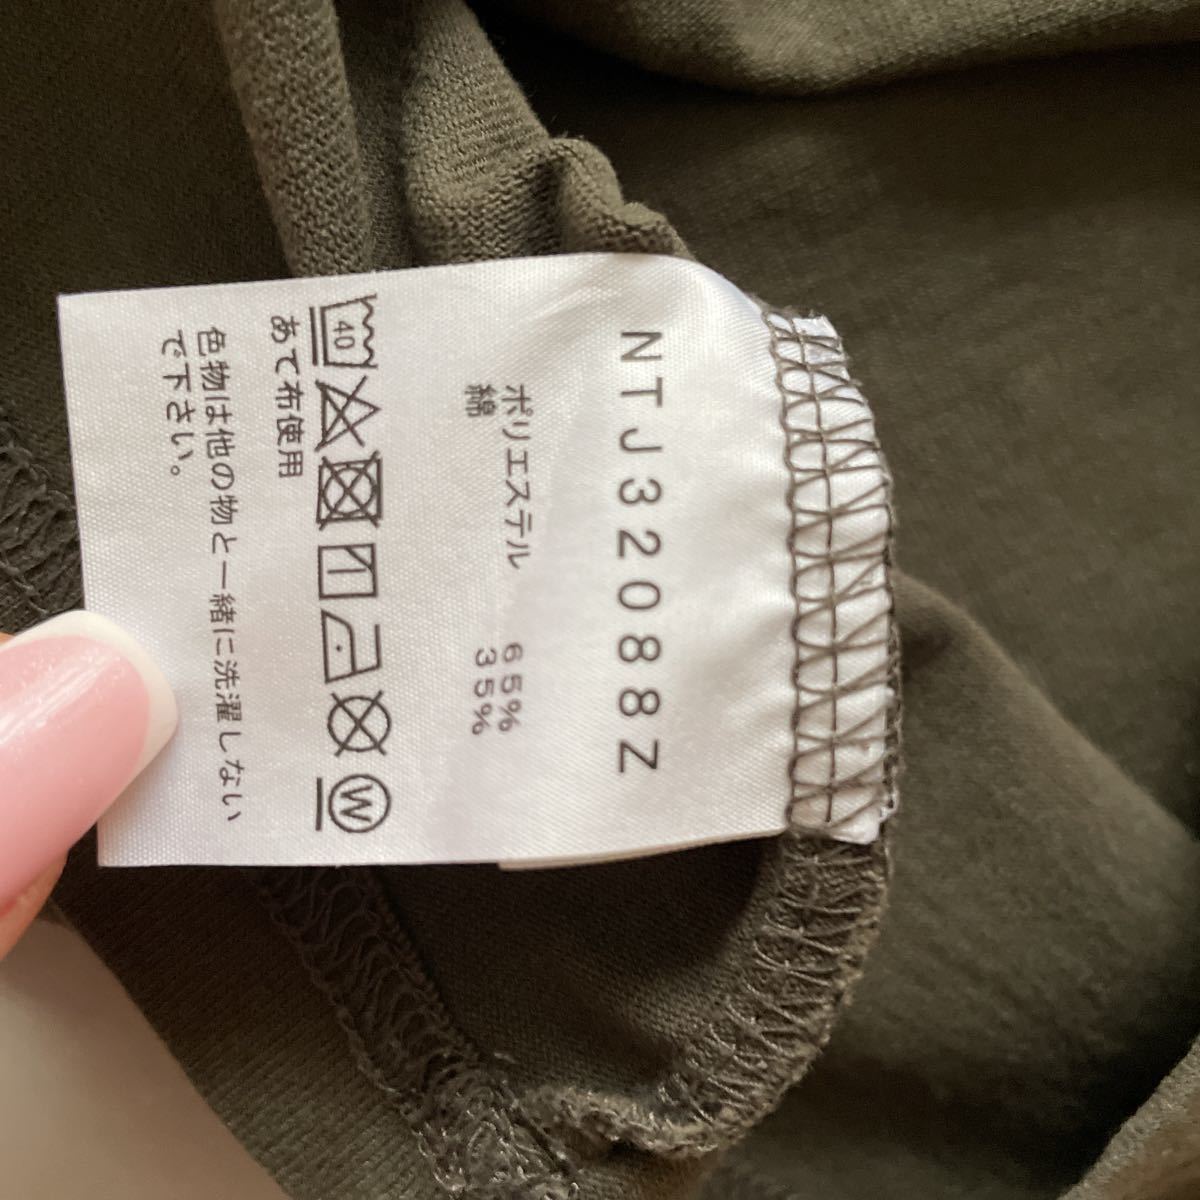 NTJ32088Z
ポリエステル 65%
綿 35%
40
W
あて布使用
色物は他の物と一緒に洗濯しない
で下さい。